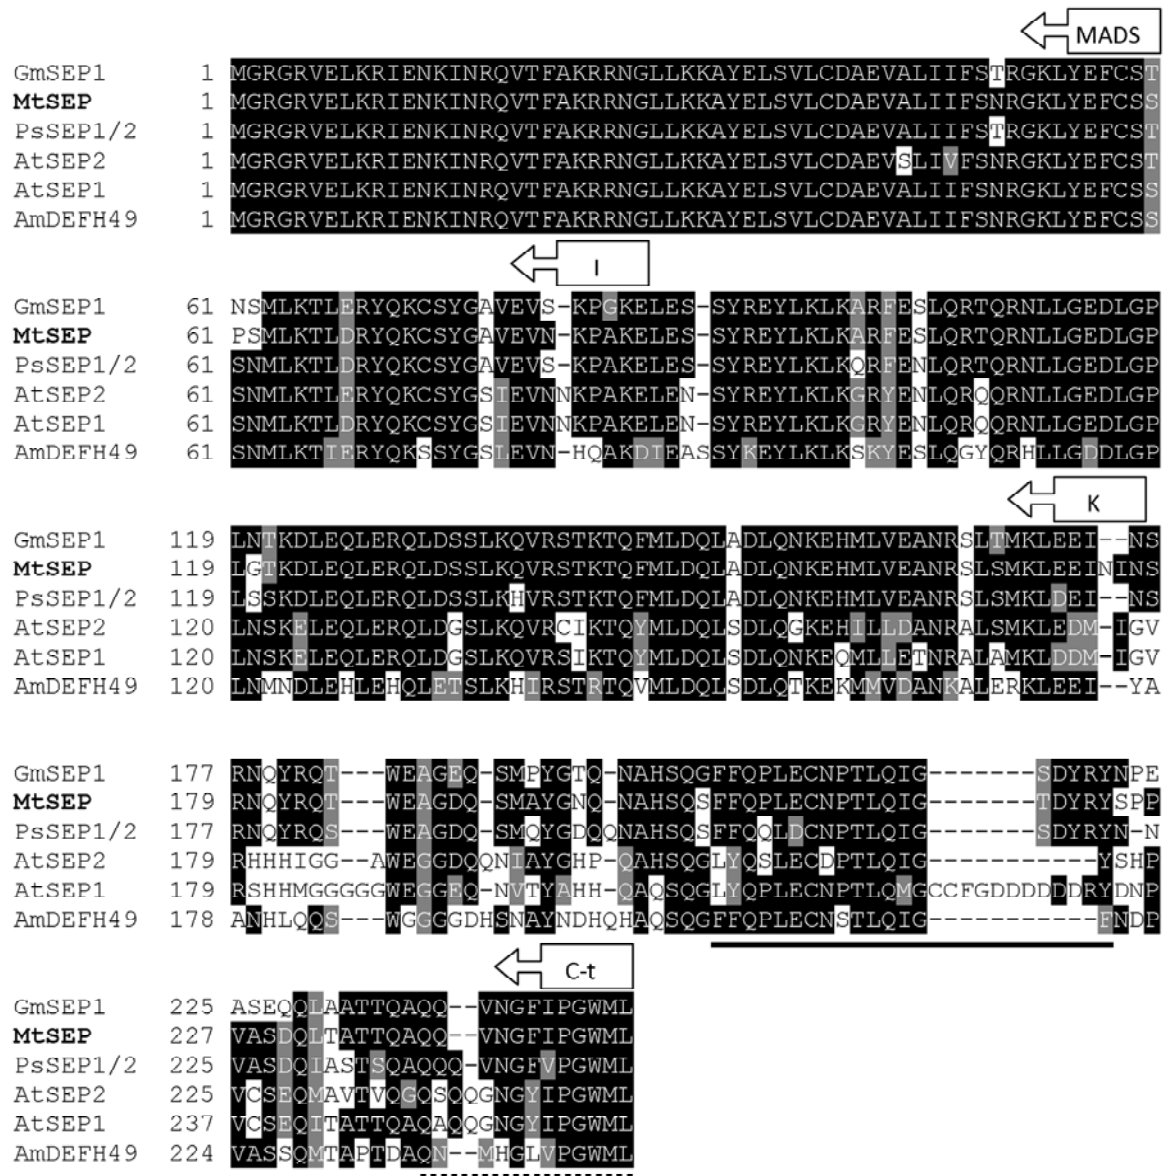 MADS
GmSEP1 1 MGRGRVELKRIENKINRQVTFAKRRNGLLKKAYELSVLCDAEVALIIFSTRGKLYEFCST
MtSEP 1 MGRGRVELKRIENKINRQVTFAKRRNGLLKKAYELSVLCDAEVALIIFSNRGKLYEFCSS
PsSEP1/2 1 MGRGRVELKRIENKINRQVTFAKRRNGLLKKAYELSVLCDAEVALIIFSTRGKLYEFCST
AtSEP2 1 MGRGRVELKRIENKINRQVTFAKRRNGLLKKAYELSVLCDAEVSLIVFSNRGKLYEFCST
AtSEP1 1 MGRGRVELKRIENKINRQVTFAKRRNGLLKKAYELSVLCDAEVALIIFSNRGKLYEFCSS
AmDEFH49 1 MGRGRVELKRIENKINRQVTFAKRRNGLLKKAYELSVLCDAEVALIIFSNRGKLYEFCSS
I
GmSEP1 61 NSMLKTLERYQKCSYGAVEVS-KPGKELES-SYREYLKLKARFESLQRTQRNLLGEDLGP
MtSEP 61 PSMLKTLDRYQKCSYGAVEVN-KPAKELES-SYREYLKLKARFESLQRTQRNLLGEDLGP
PsSEP1/2 61 SNMLKTLDRYQKCSYGAVEVS-KPAKELES-SYREYLKLKQRFENLQRTQRNLLGEDLGP
AtSEP2 61 SNMLKTLERYQKCSYGSIEVNNKPAKELEN-SYREYLKLKGRYENLQRQQRNLLGEDLGP
AtSEP1 61 SNMLKTLDRYQKCSYGSIEVNNKPAKELEN-SYREYLKLKGRYENLQRQQRNLLGEDLGP
AmDEFH49 61 SNMLKTIERYQKSSYGSLEVN-HQAKDIEASSYKEYLKLKSKYESLQGYQRHLLGDDLGP
K
GmSEP1 119 LNTKDLEQLERQLDSSLKQVRSTKTQFMLDQLADLQNKEHMLVEANRSLTMKLEEI--NS
MtSEP 119 LGTKDLEQLERQLDSSLKQVRSTKTQFMLDQLADLQNKEHMLVEANRSLSMKLEEININS
PsSEP1/2 119 LSSKDLEQLERQLDSSLKHVRSTKTQFMLDQLADLQNKEHMLVEANRSLSMKLDEI--NS
AtSEP2 120 LNSKELEQLERQLDGSLKQVRCIKTQYMLDQLSDLQGKEHILLDANRALSMKLEDM-IGV
AtSEP1 120 LNSKELEQLERQLDGSLKQVRSIKTQYMLDQLSDLQNKEQMLLETNRALAMKLDDM-IGV
AmDEFH49 120 LNMNDLEHLEHQLETSLKHIRSTRTQVMLDQLSDLQTKEKMMVDANKALERKLEEI--YA
GmSEP1 177 RNQYRQT---WEAGEQ-SMPYGTQ-NAHSQGFFQPLECNPTLQIG-------SDYRYNPE
MtSEP 179 RNQYRQT---WEAGDQ-SMAYGNQ-NAHSQSFFQPLECNPTLQIG-------TDYRYSPP
PsSEP1/2 177 RNQYRQS---WEAGDQ-SMQYGDQQNAHSQSFFQQLDCNPTLQIG-------SDYRYN-N
AtSEP2 179 RHHHIGG--AWEGGDQQNIAYGHP-QAHSQGLYQSLECDPTLQIG-----------YSHP
AtSEP1 179 RSHHMGGGGGWEGGEQ-NVTYAHH-QAQSQGLYQPLECNPTLQMGCCFGDDDDDDRYDNP
AmDEFH49 178 ANHLQQS---WGGGGDHSNAYNDHQHAQSQGFFQPLECNSTLQIG-----------FNDP
C-t
GmSEP1 225 ASEQQLAATTQAQQ--VNGFIPGWML
MtSEP 227 VASDQLTATTQAQQ--VNGFIPGWML
PsSEP1/2 225 VASDQIASTSQAQQQ-VNGFVPGWML
AtSEP2 225 VCSEQMAVTVQGQSQQGNGYIPGWML
AtSEP1 237 VCSEQITATTQAQAQQGNGYIPGWML
AmDEFH49 224 VASSQMTAPTDAQN--MHGLVPGWML